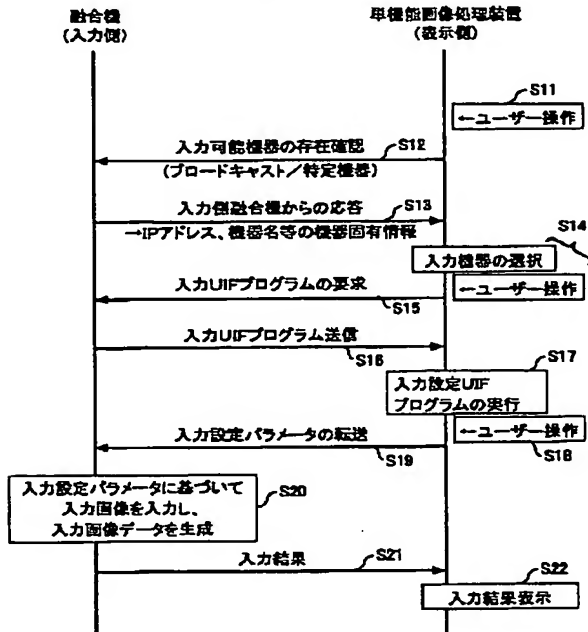 融合機
(入力側)
単機能画像処理装置
(表示側)
S11
←ユーザー操作
入力可能機器の存在確認
S12
(ブロードキャスト/特定機器)
入力側融合機からの応答
S13
→IPアドレス、機器名等の機器固有情報
S14
入力機器の選択
入力UIFプログラムの要求
←ユーザー操作
S15
入力UIFプログラム送信
S16
S17
入力設定UIF
プログラムの実行
入力設定パラメータの転送
←ユーザー操作
S19
S18
入力設定パラメータに基づいて
入力画像を入力し、
入力画像データを生成
S20
入力結果
S21
S22
入力結果表示